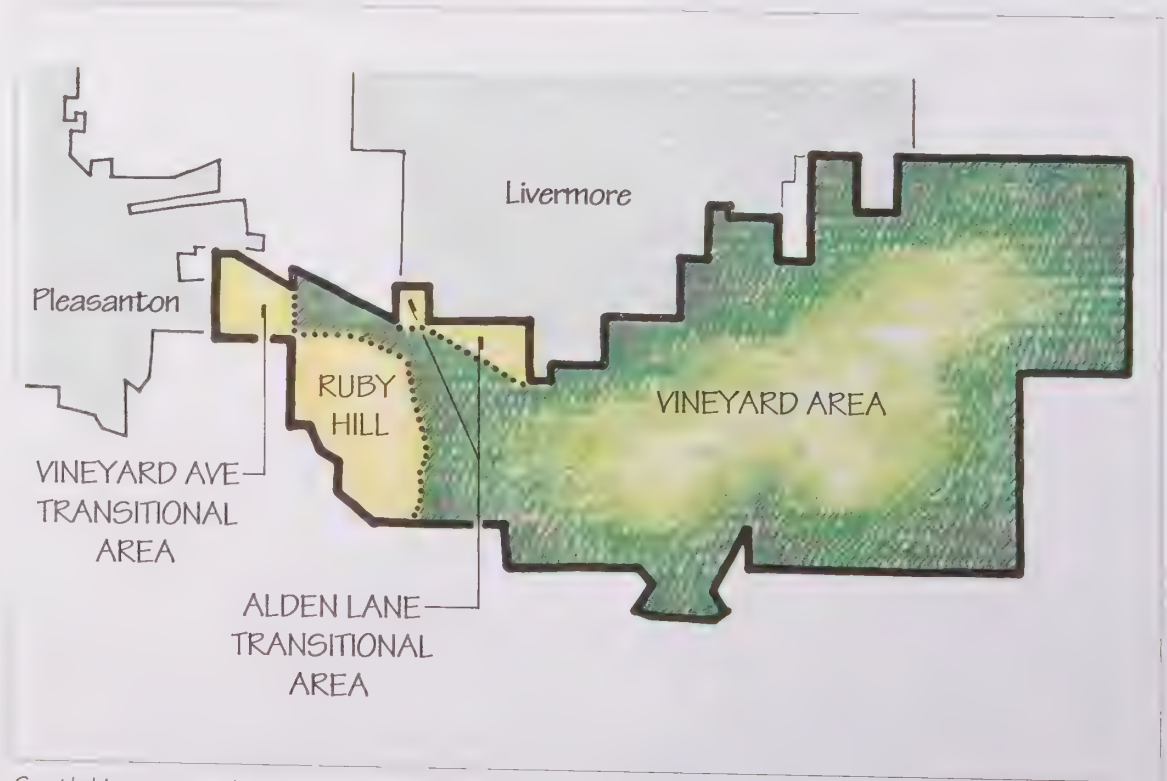 Livermore
Pleasanton
RUBY
HILL
VINEYARD AREA
VINEYARD AVE
TRANSITIONAL
AREA
ALDEN LANE
TRANSITIONAL
AREA